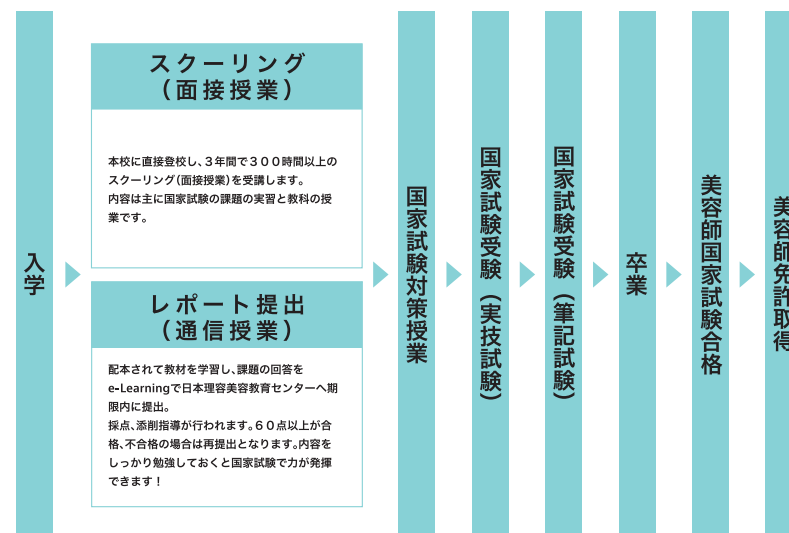 入学
スクーリング
（面接授業）
本校に直接登校し、３年間で３００時間以上の
スクーリング（面接授業）を受講します。
内容は主に国家試験の課題の実習と教科の授
業です。
レポート提出
（通信授業）
配本されて教材を学習し、課題の回答を
e-Learningで日本理容美容教育センターへ期
限内に提出。
採点、添削指導が行われます。６０点以上が合
格、不合格の場合は再提出となります。内容を
しっかり勉強しておくと国家試験で力が発揮
できます！
国家試験対策授業
国家試験受験（実技試験）
国家試験受験（筆記試験）
卒業
美容師国家試験合格
美容師免許取得